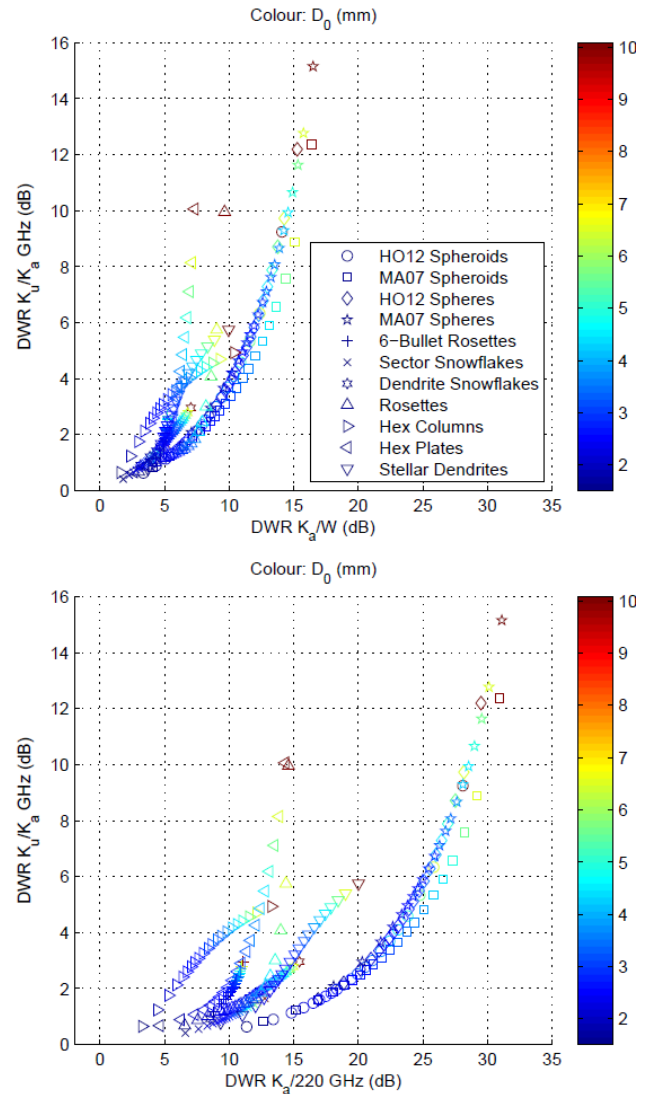 Colour: D₀ (mm)
DWR Kᵤ/Kₐ GHz (dB)
16
14
12
10
8
6
4
2
0
0 5 10 15 20 25 30 35
DWR Kₐ/W (dB)
HO12 Spheroids
MA07 Spheroids
HO12 Spheres
MA07 Spheres
6−Bullet Rosettes
Sector Snowflakes
Dendrite Snowflakes
Rosettes
Hex Columns
Hex Plates
Stellar Dendrites
10
9
8
7
6
5
4
3
2
Colour: D₀ (mm)
DWR Kᵤ/Kₐ GHz (dB)
16
14
12
10
8
6
4
2
0
0 5 10 15 20 25 30 35
DWR Kₐ/220 GHz (dB)
10
9
8
7
6
5
4
3
2